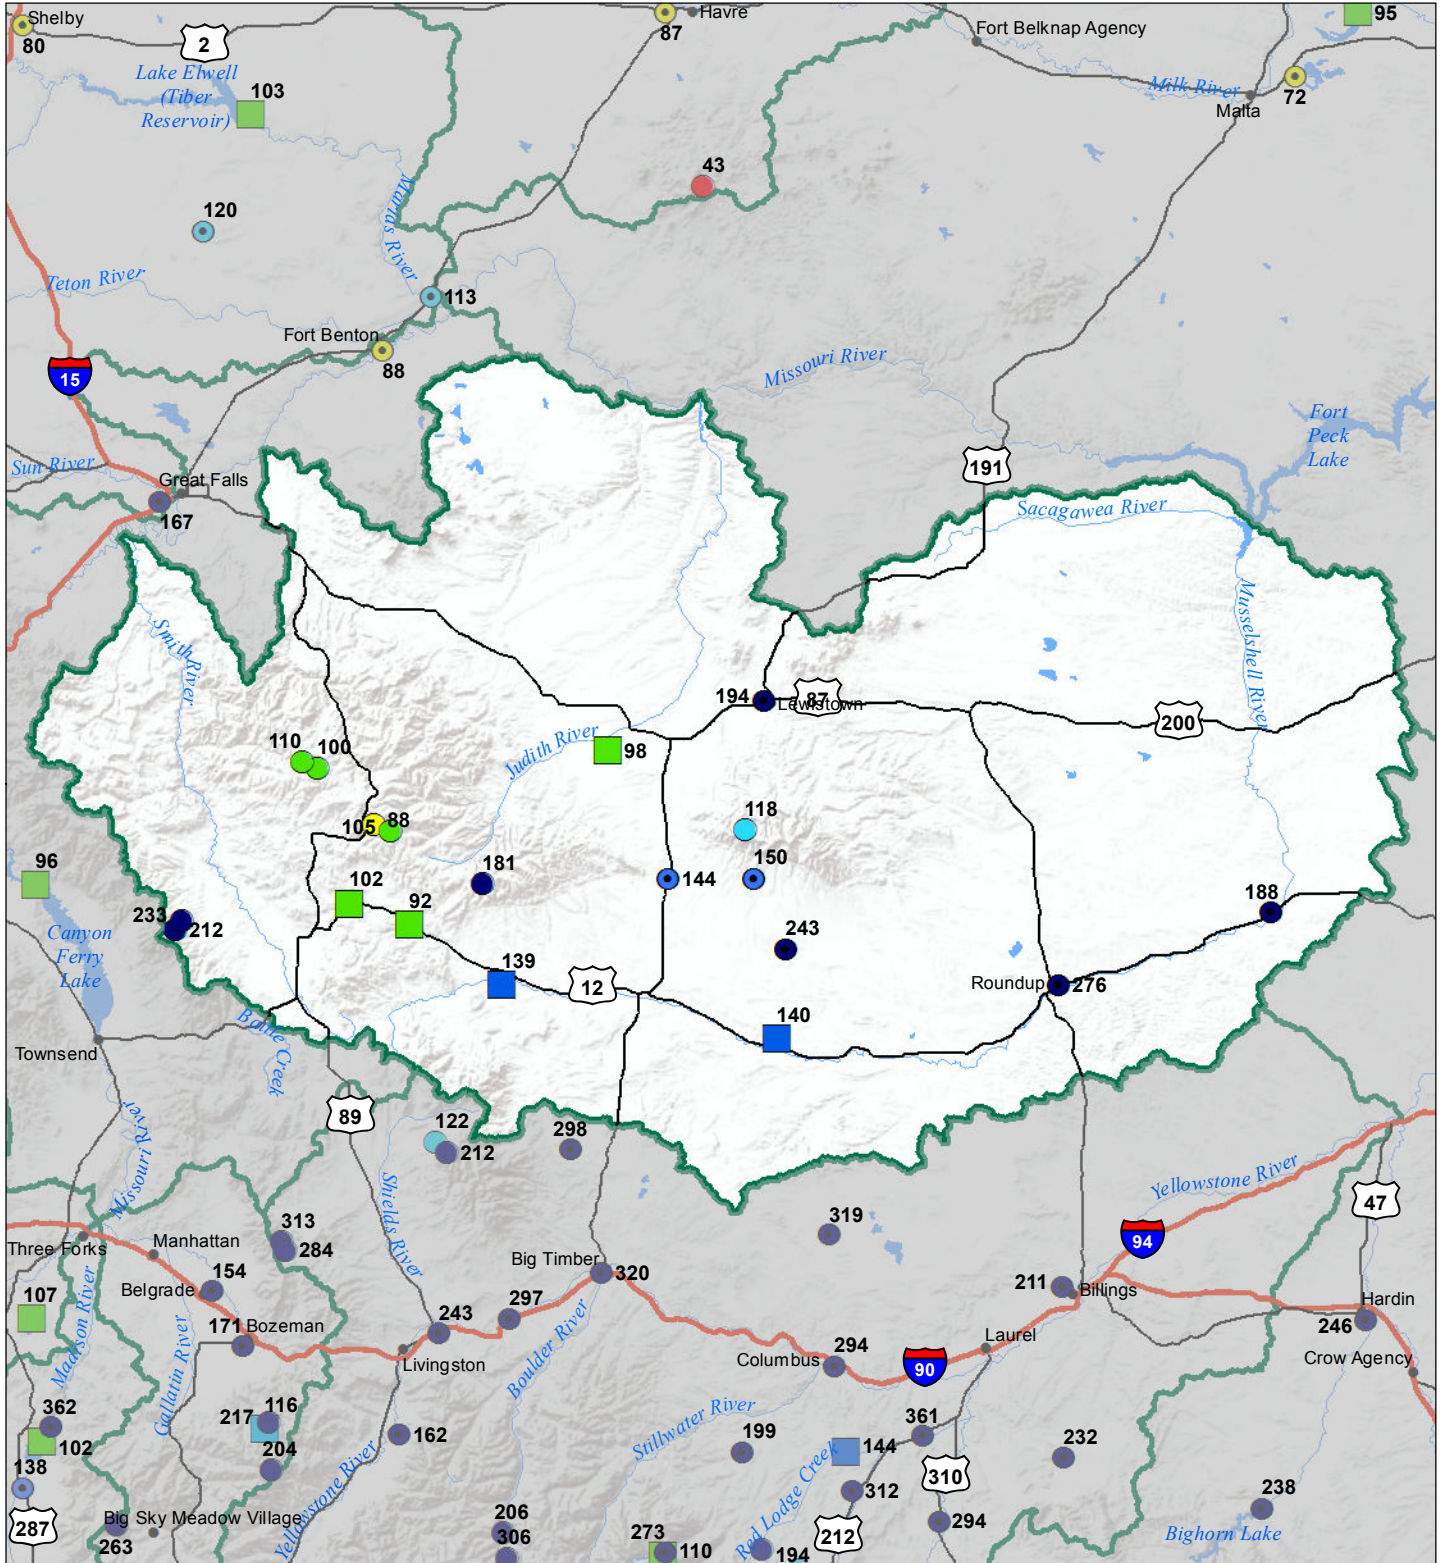 Shelby
80
2
Havre
87
Fort Belknap Agency
95
Lake Elwell
(Tiber
Reservoir)
103
Milk River
72
Malta
43
Marias River
120
Teton River
113
Fort Benton
88
15
Missouri River
Fort
Peck
Lake
Sun River
Great Falls
167
191
Sacagawea River
Musselshell River
Smith River
194
87
Lewistown
200
110
100
Judith River
98
105
88
118
181
144
150
96
102
92
188
233
212
Canyon
Ferry
Lake
243
139
12
Roundup
276
140
Battle Creek
Townsend
89
122
212
298
Missouri River
Shields River
Yellowstone River
47
313
284
319
94
Three Forks
Manhattan
Big Timber
320
Belgrade
154
211
Billings
Hardin
246
107
Madison River
171
Bozeman
243
297
Gallatin River
Livingston
Boulder River
Columbus
294
90
Laurel
Crow Agency
362
102
217
116
204
162
Yellowstone River
Stillwater River
199
361
144
Red Lodge Creek
310
232
138
287
Big Sky Meadow Village
263
206
306
273
110
194
312
212
294
238
Bighorn Lake